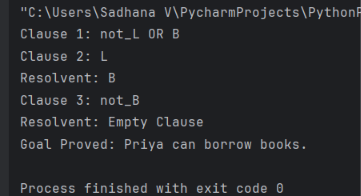 "C:\Users\Sadhana V\PycharmProjects\PythonP
Clause 1: not_L OR B
Clause 2: L
Resolvent: B
Clause 3: not_B
Resolvent: Empty Clause
Goal Proved: Priya can borrow books.
Process finished with exit code 0